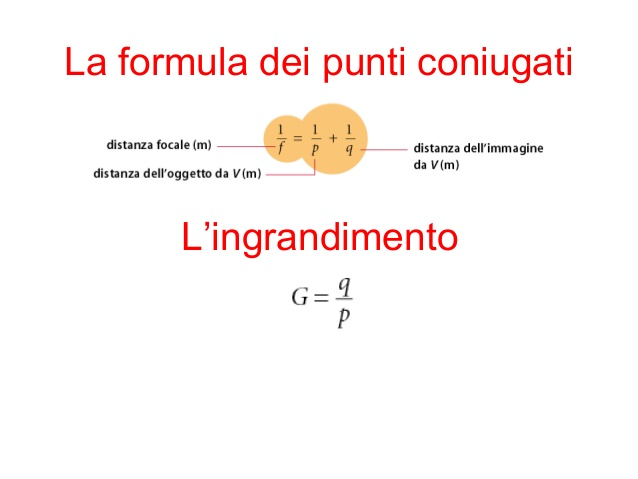 La formula dei punti coniugati
distanza focale (m)
1/f = 1/p + 1/q
distanza dell'immagine
da V (m)
distanza dell'oggetto da V (m)
L'ingrandimento
G = q/p